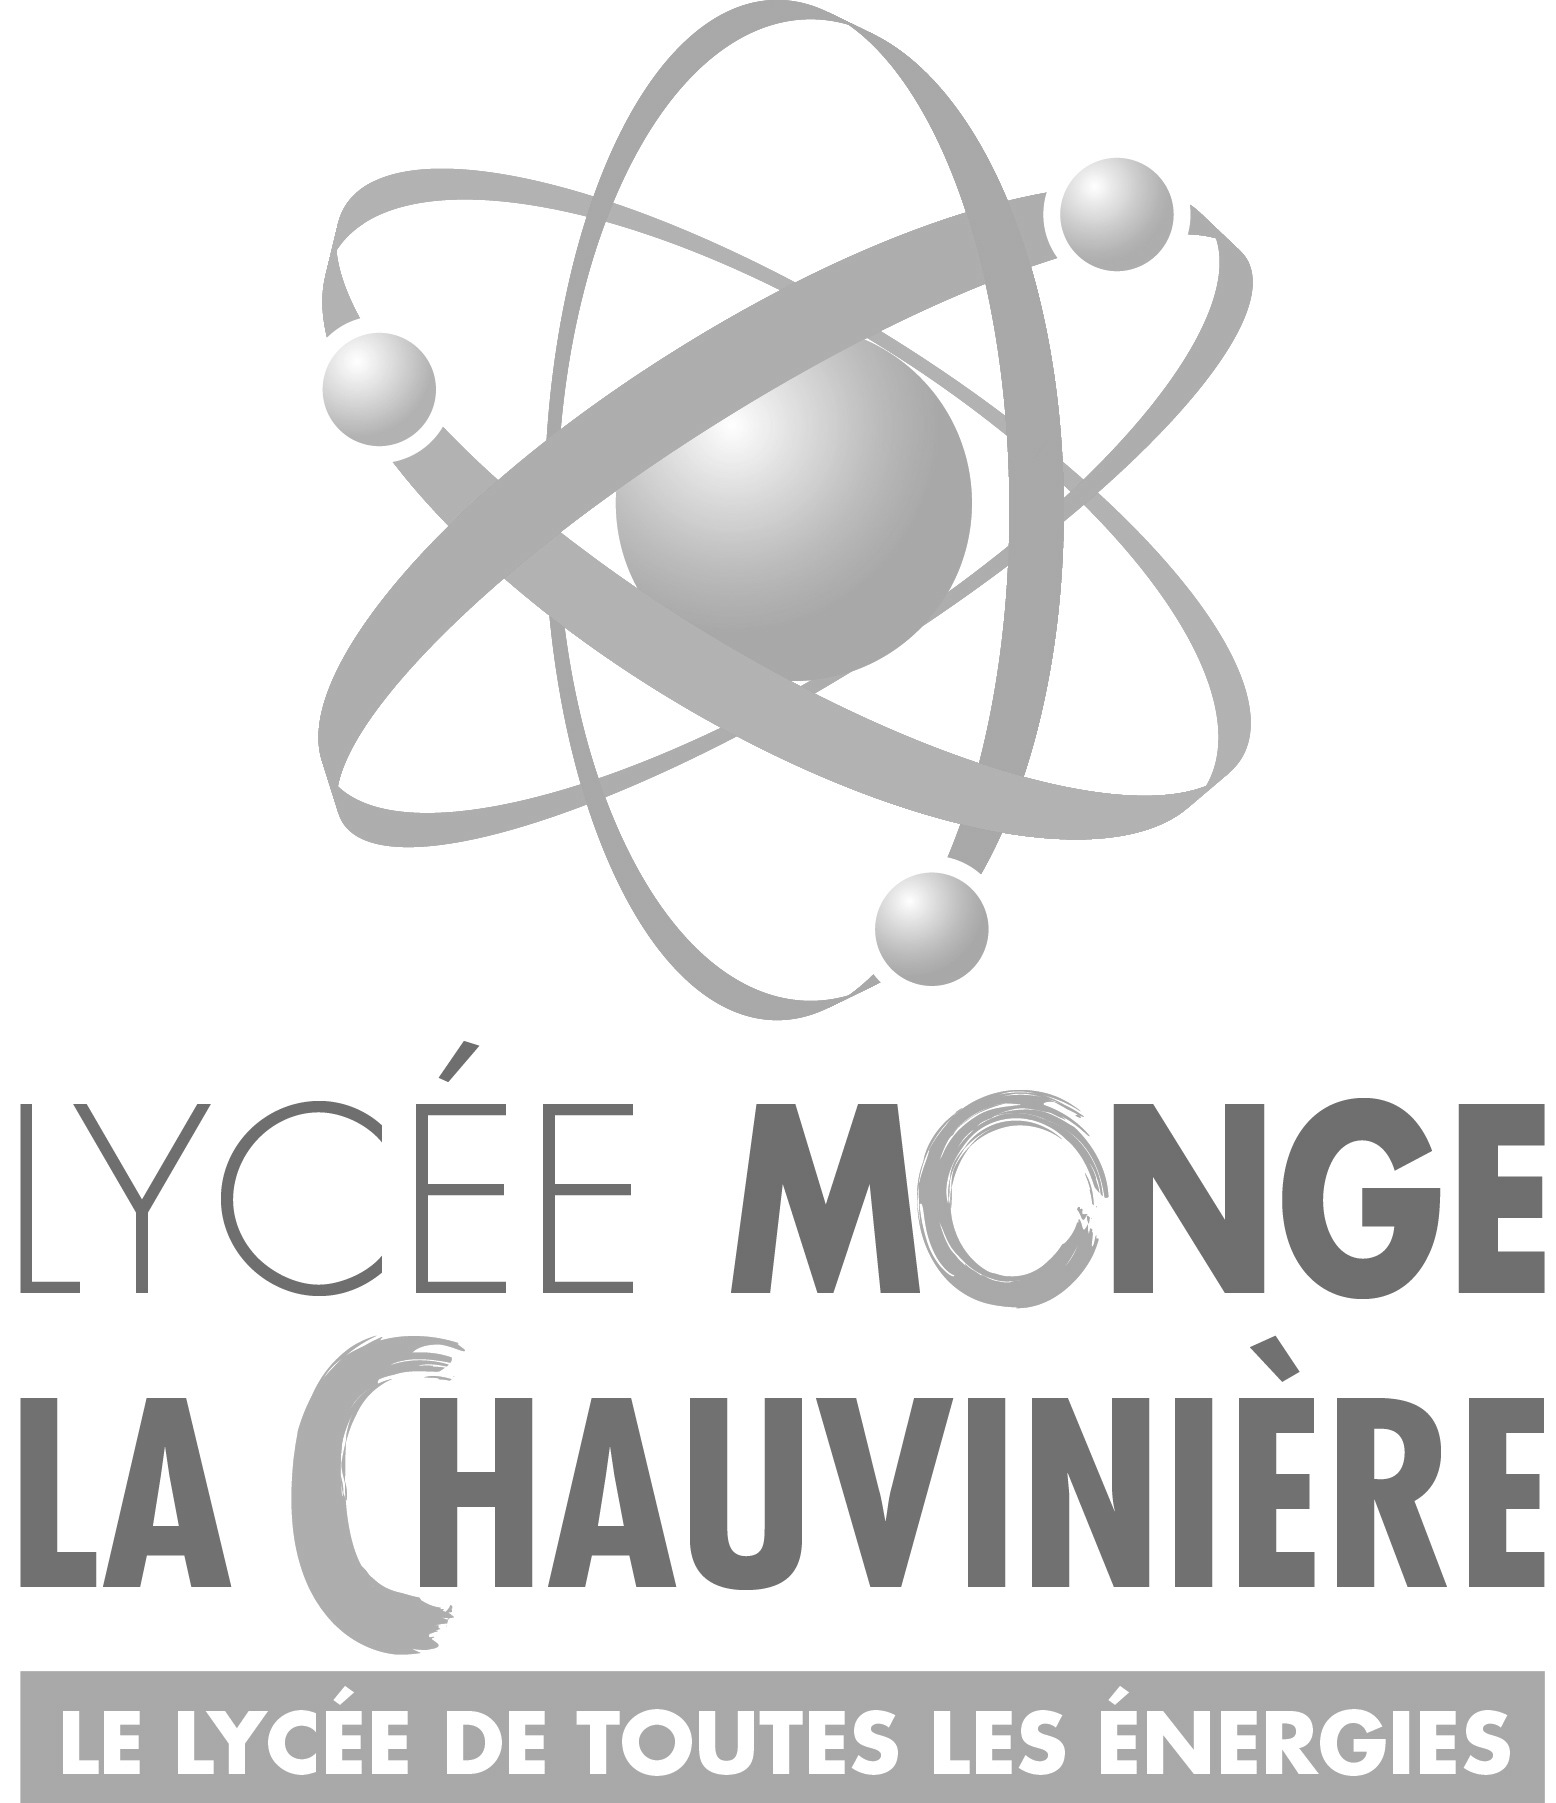 LYCÉE MONGE
LA CHAUVINIÈRE
LE LYCÉE DE TOUTES LES ÉNERGIES